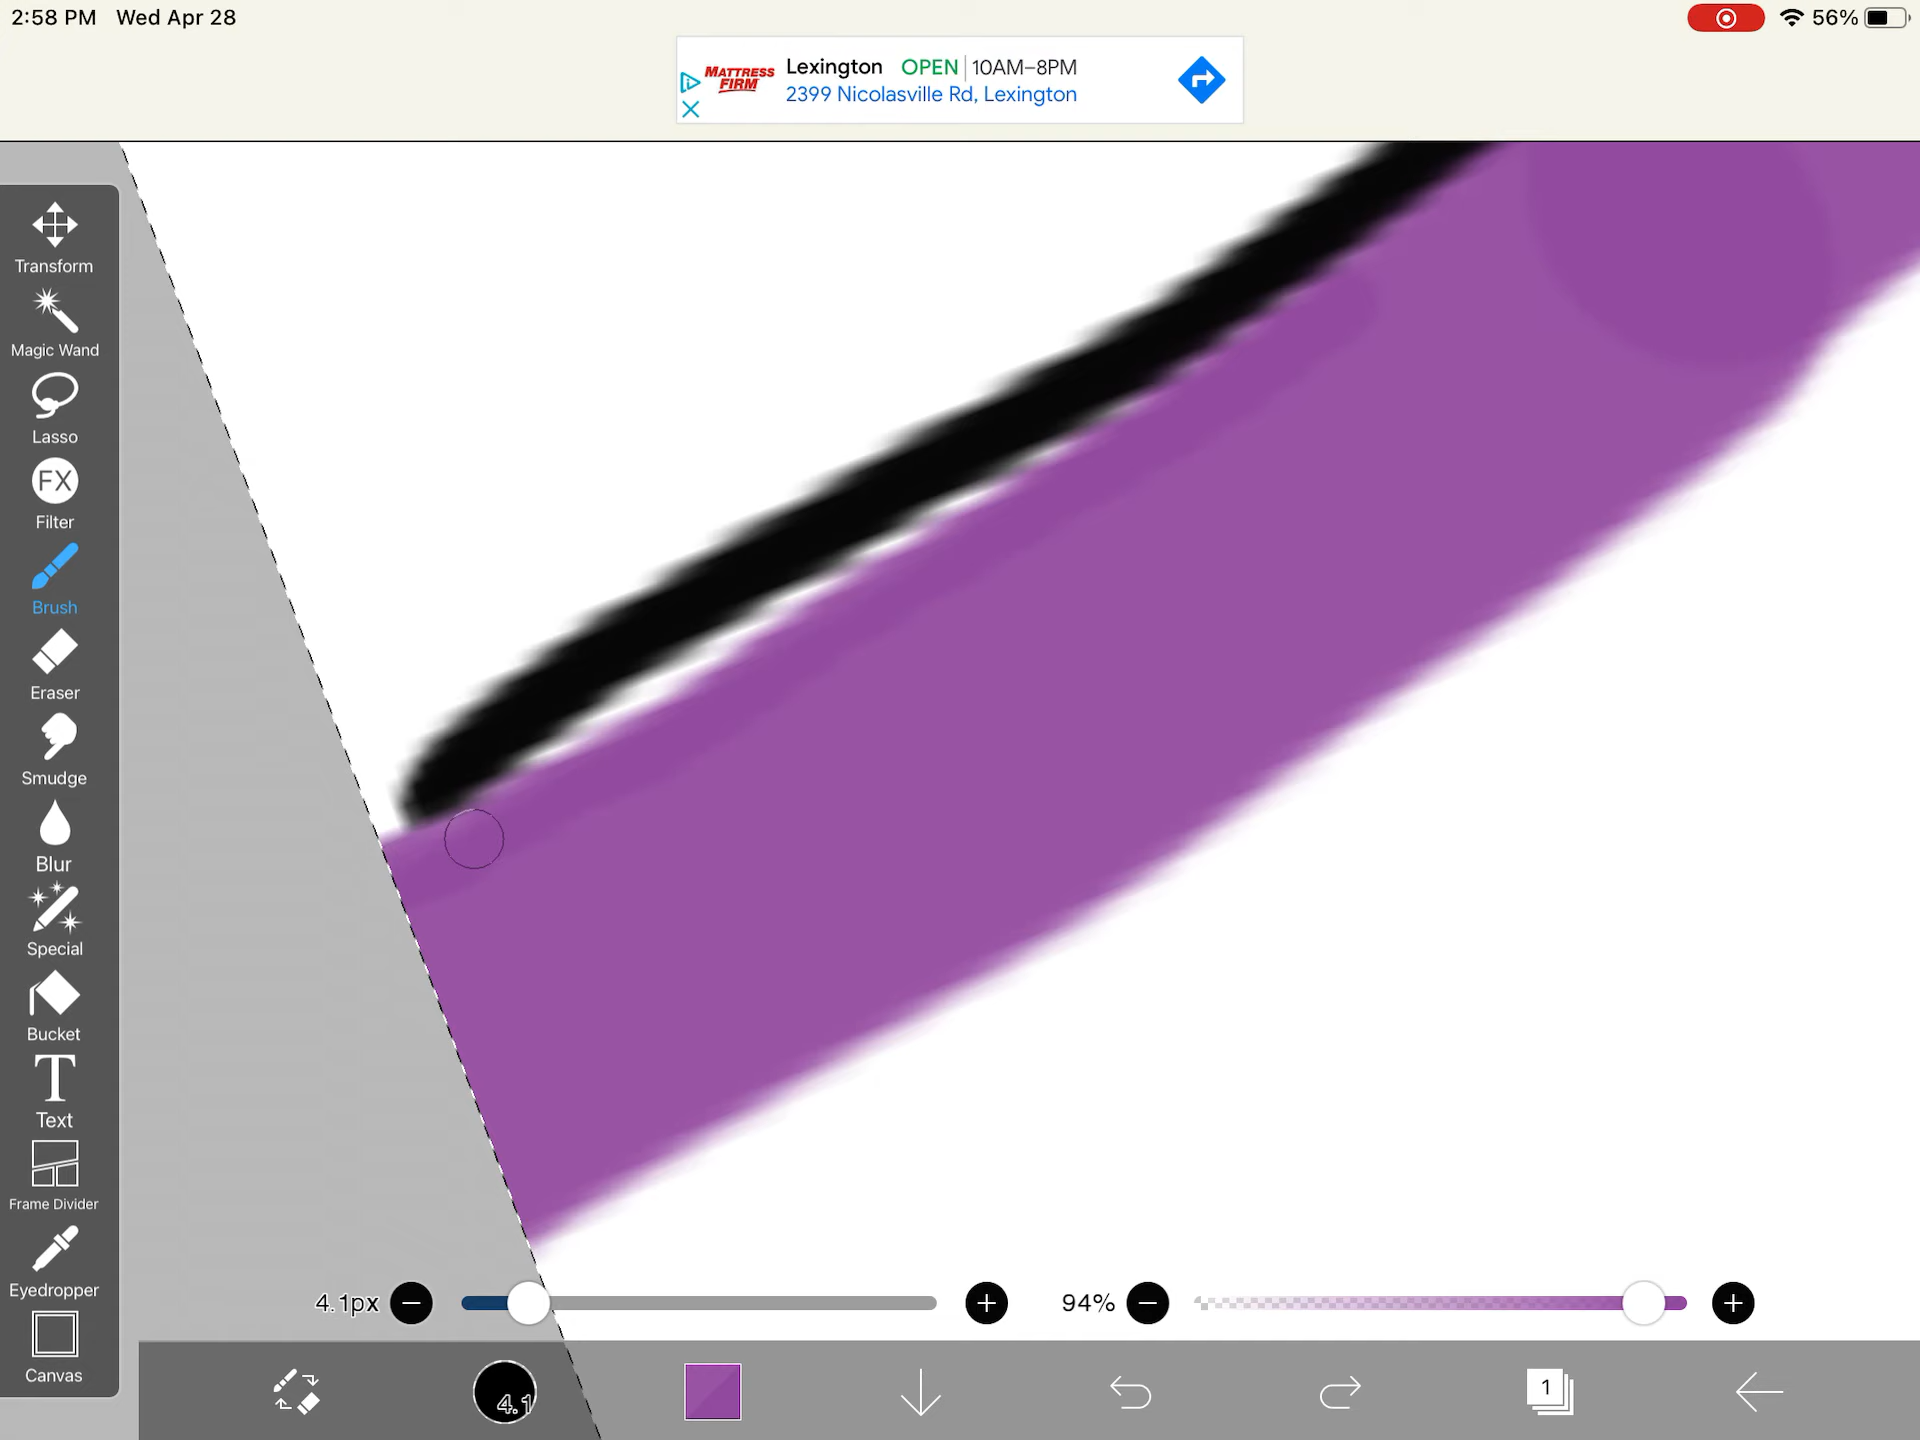 2:58 PM Wed Apr 28
56%
MATTRESS
FIRM
Lexington OPEN 10AM–8PM
2399 Nicolasville Rd, Lexington
Transform
Magic Wand
Lasso
FX
Filter
Brush
Eraser
Smudge
Blur
Special
Bucket
T
Text
Frame Divider
Eyedropper
Canvas
4.1px
94%
4.1
1